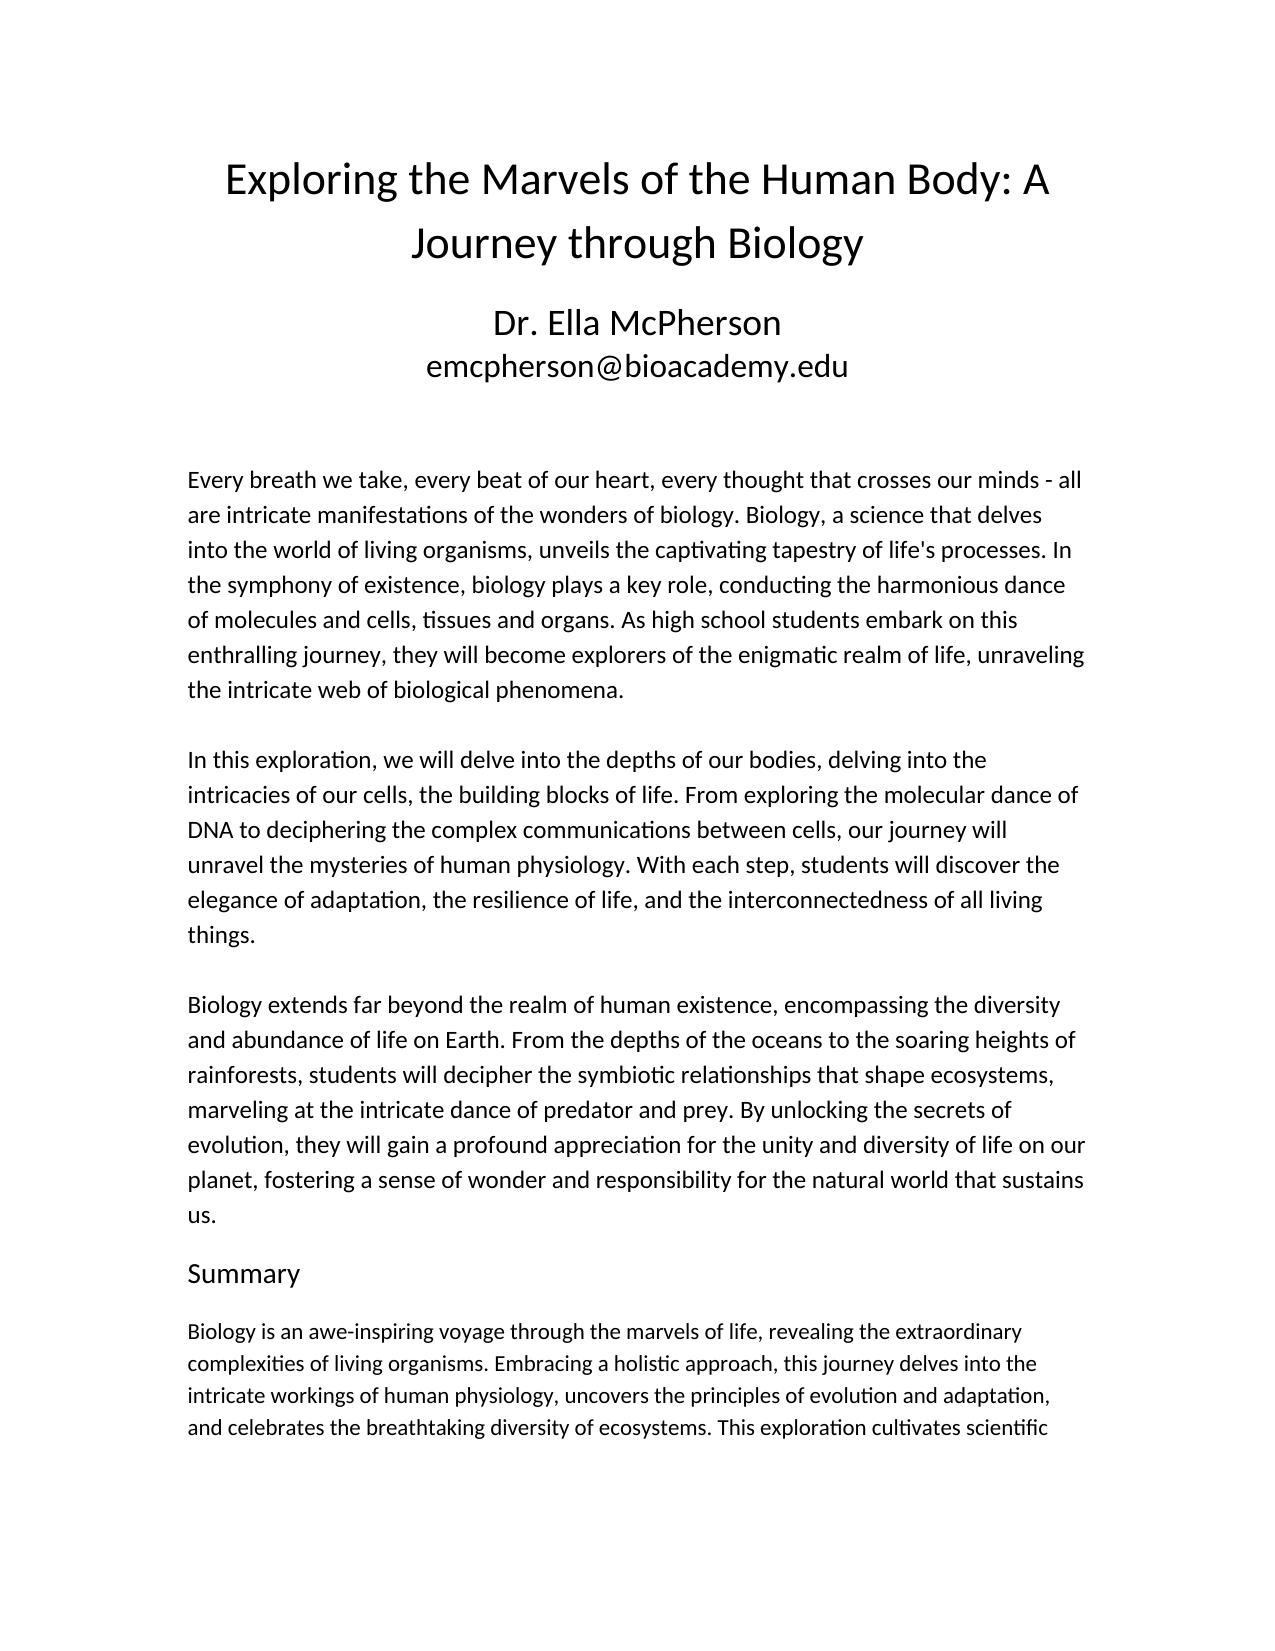 Exploring the Marvels of the Human Body: A
Journey through Biology
Dr. Ella McPherson
emcpherson@bioacademy.edu
Every breath we take, every beat of our heart, every thought that crosses our minds - all
are intricate manifestations of the wonders of biology. Biology, a science that delves
into the world of living organisms, unveils the captivating tapestry of life's processes. In
the symphony of existence, biology plays a key role, conducting the harmonious dance
of molecules and cells, tissues and organs. As high school students embark on this
enthralling journey, they will become explorers of the enigmatic realm of life, unraveling
the intricate web of biological phenomena.
In this exploration, we will delve into the depths of our bodies, delving into the
intricacies of our cells, the building blocks of life. From exploring the molecular dance of
DNA to deciphering the complex communications between cells, our journey will
unravel the mysteries of human physiology. With each step, students will discover the
elegance of adaptation, the resilience of life, and the interconnectedness of all living
things.
Biology extends far beyond the realm of human existence, encompassing the diversity
and abundance of life on Earth. From the depths of the oceans to the soaring heights of
rainforests, students will decipher the symbiotic relationships that shape ecosystems,
marveling at the intricate dance of predator and prey. By unlocking the secrets of
evolution, they will gain a profound appreciation for the unity and diversity of life on our
planet, fostering a sense of wonder and responsibility for the natural world that sustains
us.
Summary
Biology is an awe-inspiring voyage through the marvels of life, revealing the extraordinary
complexities of living organisms. Embracing a holistic approach, this journey delves into the
intricate workings of human physiology, uncovers the principles of evolution and adaptation,
and celebrates the breathtaking diversity of ecosystems. This exploration cultivates scientific